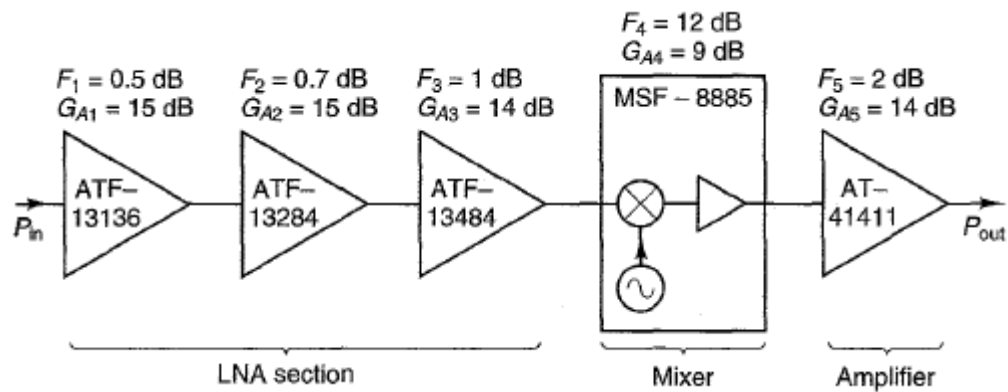 F₄ = 12 dB
G_A4 = 9 dB
F₁ = 0.5 dB
G_A1 = 15 dB
F₂ = 0.7 dB
G_A2 = 15 dB
F₃ = 1 dB
G_A3 = 14 dB
MSF – 8885
F₅ = 2 dB
G_A5 = 14 dB
ATF–
13136
ATF–
13284
ATF–
13484
AT–
41411
P_in
P_out
LNA section
Mixer
Amplifier